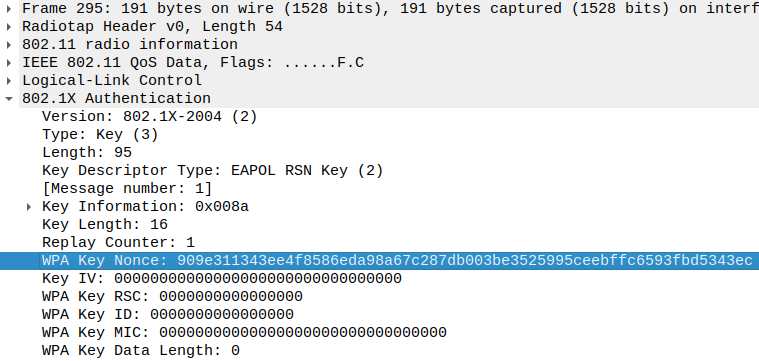 Frame 295: 191 bytes on wire (1528 bits), 191 bytes captured (1528 bits) on interf
Radiotap Header v0, Length 54
802.11 radio information
IEEE 802.11 QoS Data, Flags: ......F.C
Logical-Link Control
802.1X Authentication
Version: 802.1X-2004 (2)
Type: Key (3)
Length: 95
Key Descriptor Type: EAPOL RSN Key (2)
[Message number: 1]
Key Information: 0x008a
Key Length: 16
Replay Counter: 1
WPA Key Nonce: 909e311343ee4f8586eda98a67c287db003be3525995ceebffc6593fbd5343ec
Key IV: 00000000000000000000000000000000
WPA Key RSC: 0000000000000000
WPA Key ID: 0000000000000000
WPA Key MIC: 00000000000000000000000000000000
WPA Key Data Length: 0